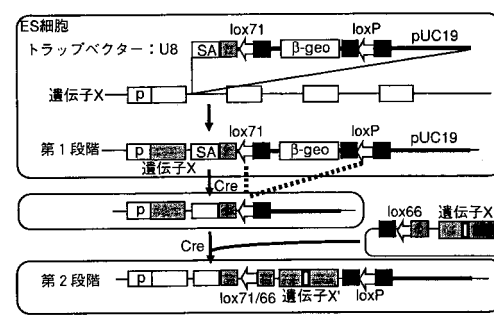 ES細胞
lox71
loxP
pUC19
トラップベクター：U8
SA
β-geo
遺伝子X
p
lox71
loxP
pUC19
第1段階
p
SA
β-geo
遺伝子X
Cre
p
lox66
遺伝子X
Cre
第2段階
p
lox71/66
遺伝子X'
loxP